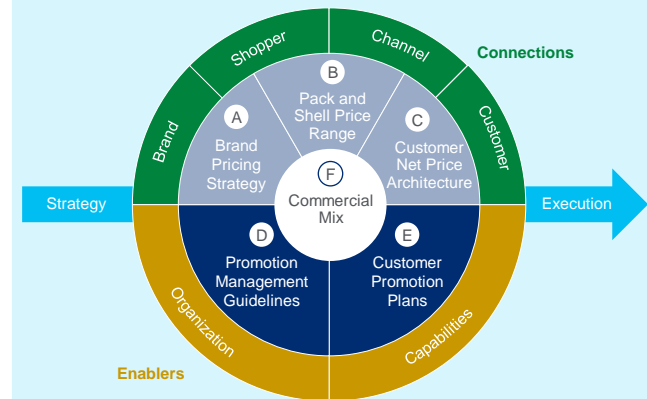 Shopper
Channel
Connections
Brand
Customer
B
Pack and
Shell Price
Range
A
Brand
Pricing
Strategy
C
Customer
Net Price
Architecture
F
Commercial
Mix
Strategy
Execution
D
Promotion
Management
Guidelines
E
Customer
Promotion
Plans
Organization
Capabilities
Enablers